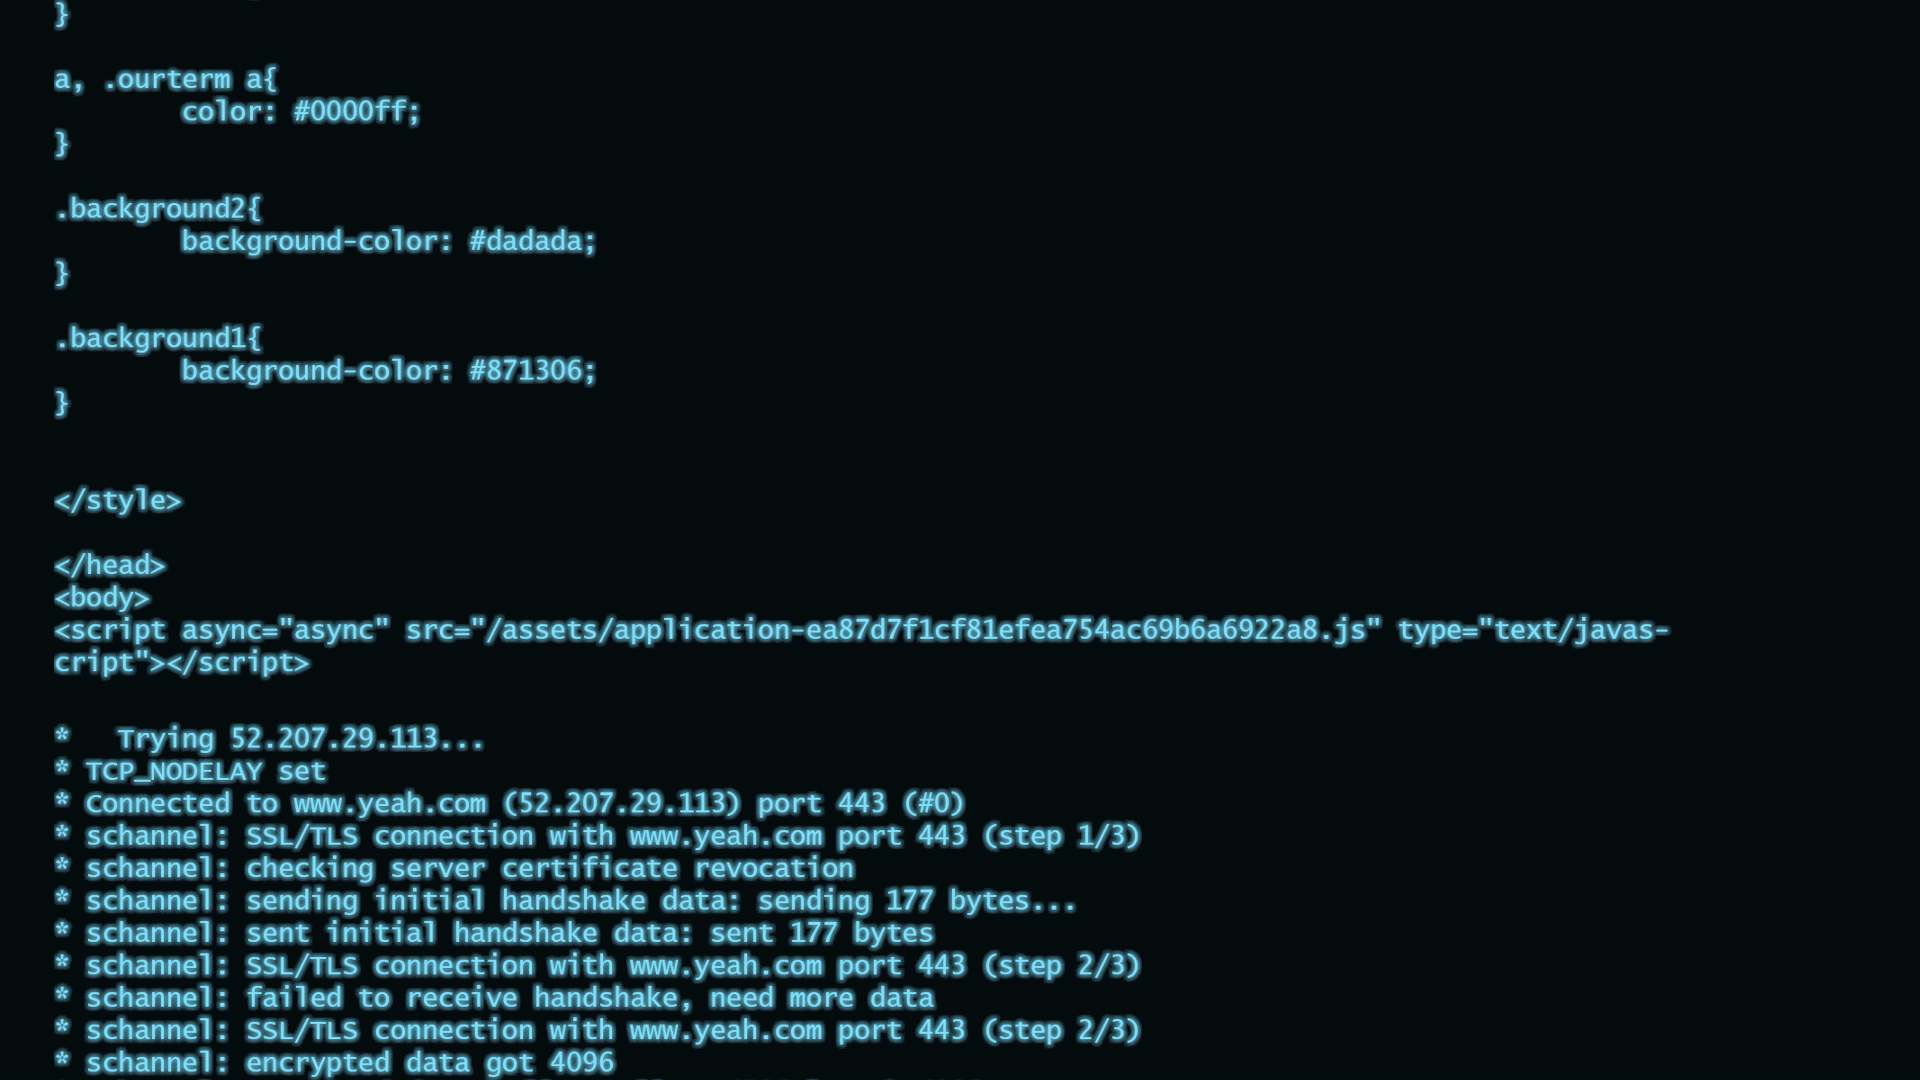 }
a, .ourterm a{
color: #0000ff;
}
.background2{
background-color: #dadada;
}
.background1{
background-color: #871306;
}
</style>
</head>
<body>
<script async="async" src="/assets/application-ea87d7f1cf81efea754ac69b6a6922a8.js" type="text/javas-
cript"></script>
* Trying 52.207.29.113...
* TCP_NODELAY set
* Connected to www.yeah.com (52.207.29.113) port 443 (#0)
* schannel: SSL/TLS connection with www.yeah.com port 443 (step 1/3)
* schannel: checking server certificate revocation
* schannel: sending initial handshake data: sending 177 bytes...
* schannel: sent initial handshake data: sent 177 bytes
* schannel: SSL/TLS connection with www.yeah.com port 443 (step 2/3)
* schannel: failed to receive handshake, need more data
* schannel: SSL/TLS connection with www.yeah.com port 443 (step 2/3)
* schannel: encrypted data got 4096